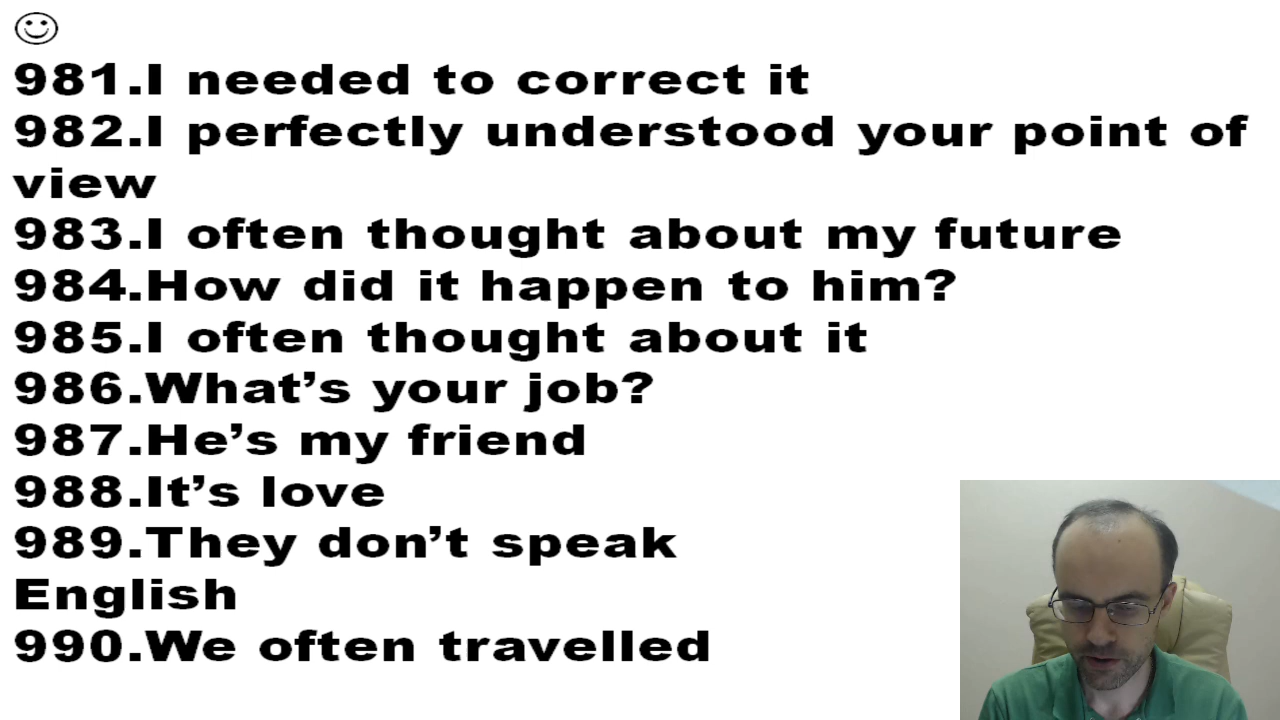 981.I needed to correct it
982.I perfectly understood your point of
view
983.I often thought about my future
984.How did it happen to him?
985.I often thought about it
986.What’s your job?
987.He’s my friend
988.It’s love
989.They don’t speak
English
990.We often travelled